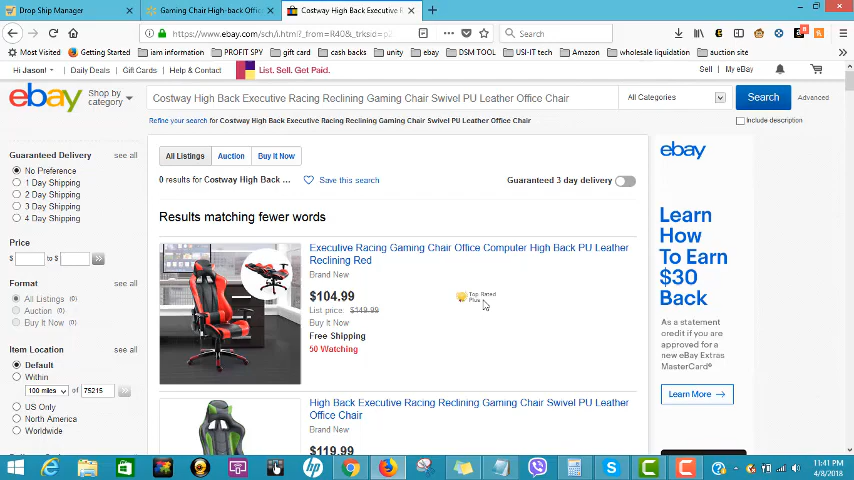 Drop Ship Manager
Gaming Chair High-back Office
Costway High Back Executive R
https://www.ebay.com/sch/i.html?_from=R40&_trksid=p2
Search
Most Visited
Getting Started
iam information
PROFIT SPY
gift card
cash backs
unity
ebay
DSM TOOL
USI-IT tech
Amazon
wholesale liquidation
auction site
Hi Jason!
Daily Deals
Gift Cards
Help & Contact
List. Sell. Get Paid.
Sell
My eBay
ebay
Shop by category
Costway High Back Executive Racing Reclining Gaming Chair Swivel PU Leather Office Chair
All Categories
Search
Advanced
Refine your search for Costway High Back Executive Racing Reclining Gaming Chair Swivel PU Leather Office Chair
Include description
Guaranteed Delivery
see all
No Preference
1 Day Shipping
2 Day Shipping
3 Day Shipping
4 Day Shipping
Price
$
to $
Format
see all
All Listings (0)
Auction (0)
Buy It Now (0)
Item Location
see all
Default
Within
100 miles
of
75215
US Only
North America
Worldwide
All Listings
Auction
Buy It Now
0 results for Costway High Back ...
Save this search
Guaranteed 3 day delivery
Results matching fewer words
Executive Racing Gaming Chair Office Computer High Back PU Leather
Reclining Red
Brand New
$104.99
List price: $149.99
Buy It Now
Free Shipping
50 Watching
Top Rated
Plus
High Back Executive Racing Reclining Gaming Chair Swivel PU Leather
Office Chair
Brand New
$119.99
ebay
Learn
How
To Earn
$30
Back
As a statement
credit if you are
approved for a
new eBay Extras
MasterCard®
Learn More
11:41 PM
4/8/2018